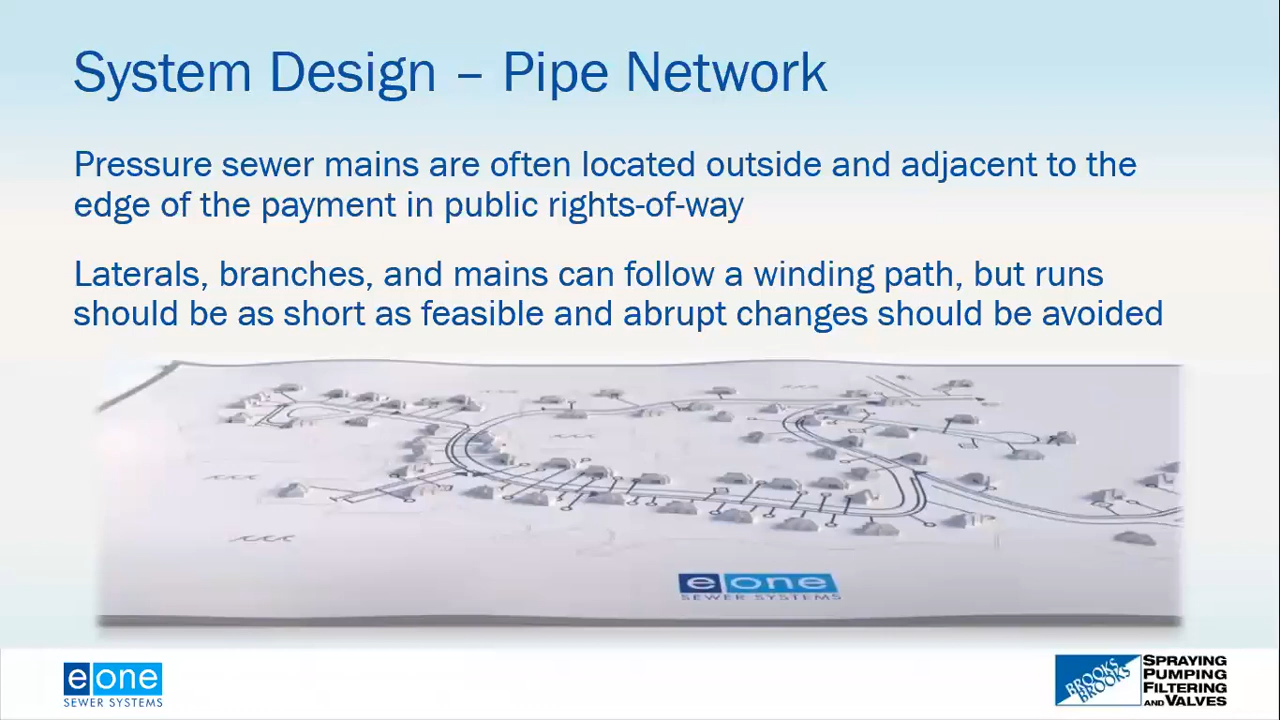 System Design – Pipe Network
Pressure sewer mains are often located outside and adjacent to the
edge of the payment in public rights-of-way
Laterals, branches, and mains can follow a winding path, but runs
should be as short as feasible and abrupt changes should be avoided
eone
SEWER SYSTEMS
eone
SEWER SYSTEMS
BROOKS
BROOKS
SPRAYING
PUMPING
FILTERING
AND VALVES